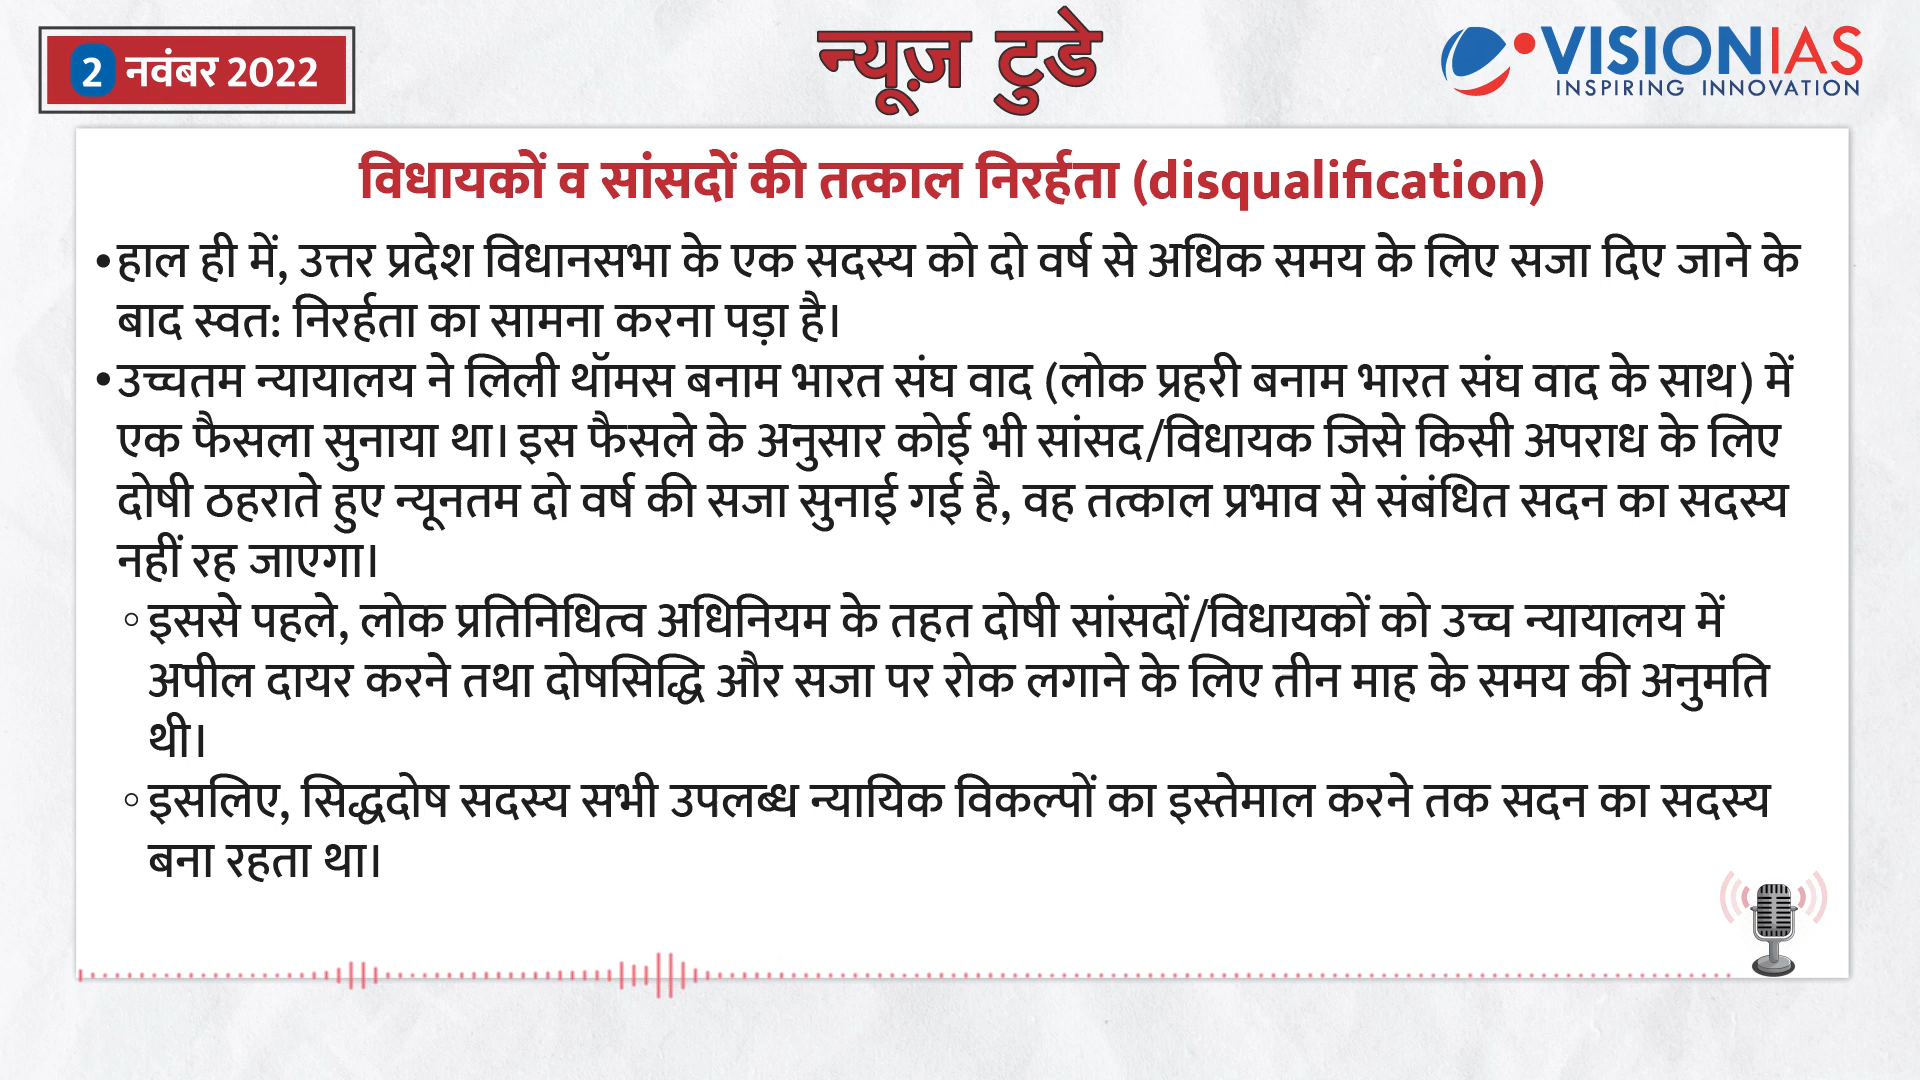 2 नवंबर 2022
न्यूज़ टुडे
VISIONIAS
INSPIRING INNOVATION
विधायकों व सांसदों की तत्काल निरर्हता (disqualification)
•हाल ही में, उत्तर प्रदेश विधानसभा के एक सदस्य को दो वर्ष से अधिक समय के लिए सजा दिए जाने के
बाद स्वतः निरर्हता का सामना करना पड़ा है।
•उच्चतम न्यायालय ने लिली थॉमस बनाम भारत संघ वाद (लोक प्रहरी बनाम भारत संघ वाद के साथ) में
एक फैसला सुनाया था। इस फैसले के अनुसार कोई भी सांसद/विधायक जिसे किसी अपराध के लिए
दोषी ठहराते हुए न्यूनतम दो वर्ष की सजा सुनाई गई है, वह तत्काल प्रभाव से संबंधित सदन का सदस्य
नहीं रह जाएगा।
◦इससे पहले, लोक प्रतिनिधित्व अधिनियम के तहत दोषी सांसदों/विधायकों को उच्च न्यायालय में
अपील दायर करने तथा दोषसिद्धि और सजा पर रोक लगाने के लिए तीन माह के समय की अनुमति
थी।
◦इसलिए, सिद्धदोष सदस्य सभी उपलब्ध न्यायिक विकल्पों का इस्तेमाल करने तक सदन का सदस्य
बना रहता था।